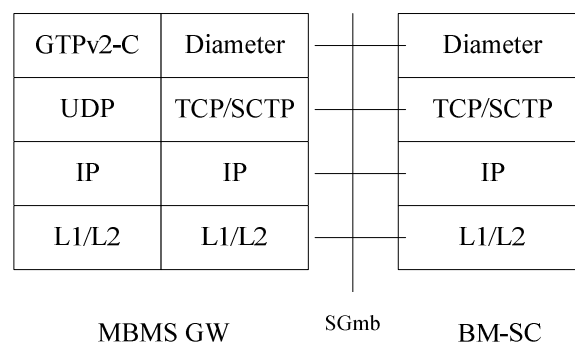 GTPv2-C Diameter Diameter
UDP TCP/SCTP TCP/SCTP
IP IP IP
L1/L2 L1/L2 L1/L2
MBMS GW SGmb BM-SC